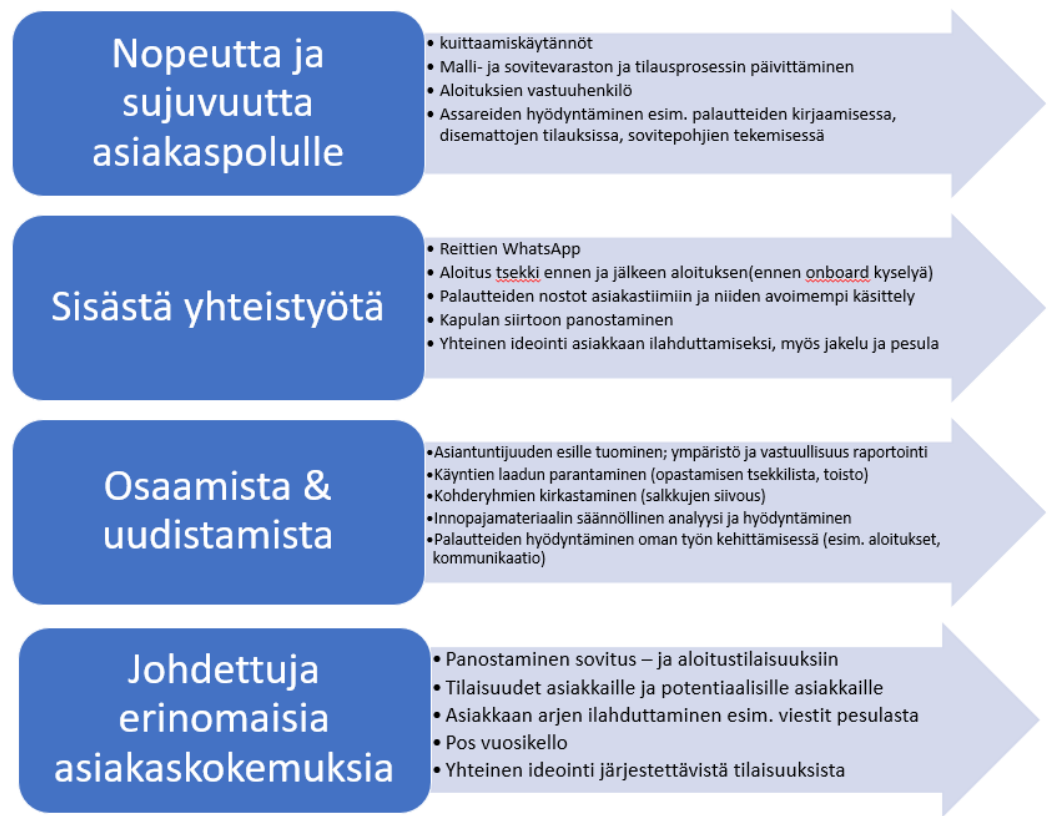 Nopeutta ja
sujuvuutta
asiakaspolulle
• kuittaamiskäytännöt
• Malli- ja sovitevaraston ja tilausprosessin päivittäminen
• Aloituksien vastuuhenkilö
• Assareiden hyödyntäminen esim. palautteiden kirjaamisessa,
disemattojen tilauksissa, sovitepohjien tekemisessä
Sisästä yhteistyötä
• Reittien WhatsApp
• Aloitus tsekki ennen ja jälkeen aloituksen(ennen onboard kyselyä)
• Palautteiden nostot asiakastiimiin ja niiden avoimempi käsittely
• Kapulan siirtoon panostaminen
• Yhteinen ideointi asiakkaan ilahduttamiseksi, myös jakelu ja pesula
Osaamista &
uudistamista
•Asiantuntijuuden esille tuominen; ympäristö ja vastuullisuus raportointi
•Käyntien laadun parantaminen (opastamisen tsekkilista, toisto)
•Kohderyhmien kirkastaminen (salkkujen siivous)
•Innopajamateriaalin säännöllinen analyysi ja hyödyntäminen
•Palautteiden hyödyntäminen oman työn kehittämisessä (esim. aloitukset,
kommunikaatio)
Johdettuja
erinomaisia
asiakaskokemuksia
• Panostaminen sovitus – ja aloitustilaisuuksiin
• Tilaisuudet asiakkaille ja potentiaalisille asiakkaille
• Asiakkaan arjen ilahduttaminen esim. viestit pesulasta
• Pos vuosikello
• Yhteinen ideointi järjestettävistä tilaisuuksista